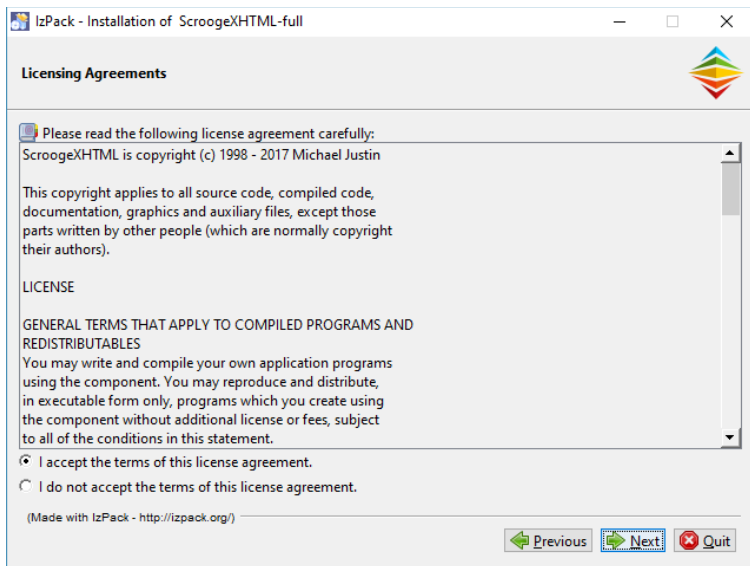 IzPack - Installation of ScroogeXHTML-full
Licensing Agreements
Please read the following license agreement carefully:
ScroogeXHTML is copyright (c) 1998 - 2017 Michael Justin
This copyright applies to all source code, compiled code,
documentation, graphics and auxiliary files, except those
parts written by other people (which are normally copyright
their authors).
LICENSE
GENERAL TERMS THAT APPLY TO COMPILED PROGRAMS AND
REDISTRIBUTABLES
You may write and compile your own application programs
using the component. You may reproduce and distribute,
in executable form only, programs which you create using
the component without additional license or fees, subject
to all of the conditions in this statement.
I accept the terms of this license agreement.
I do not accept the terms of this license agreement.
(Made with IzPack - http://izpack.org/)
Previous Next Quit